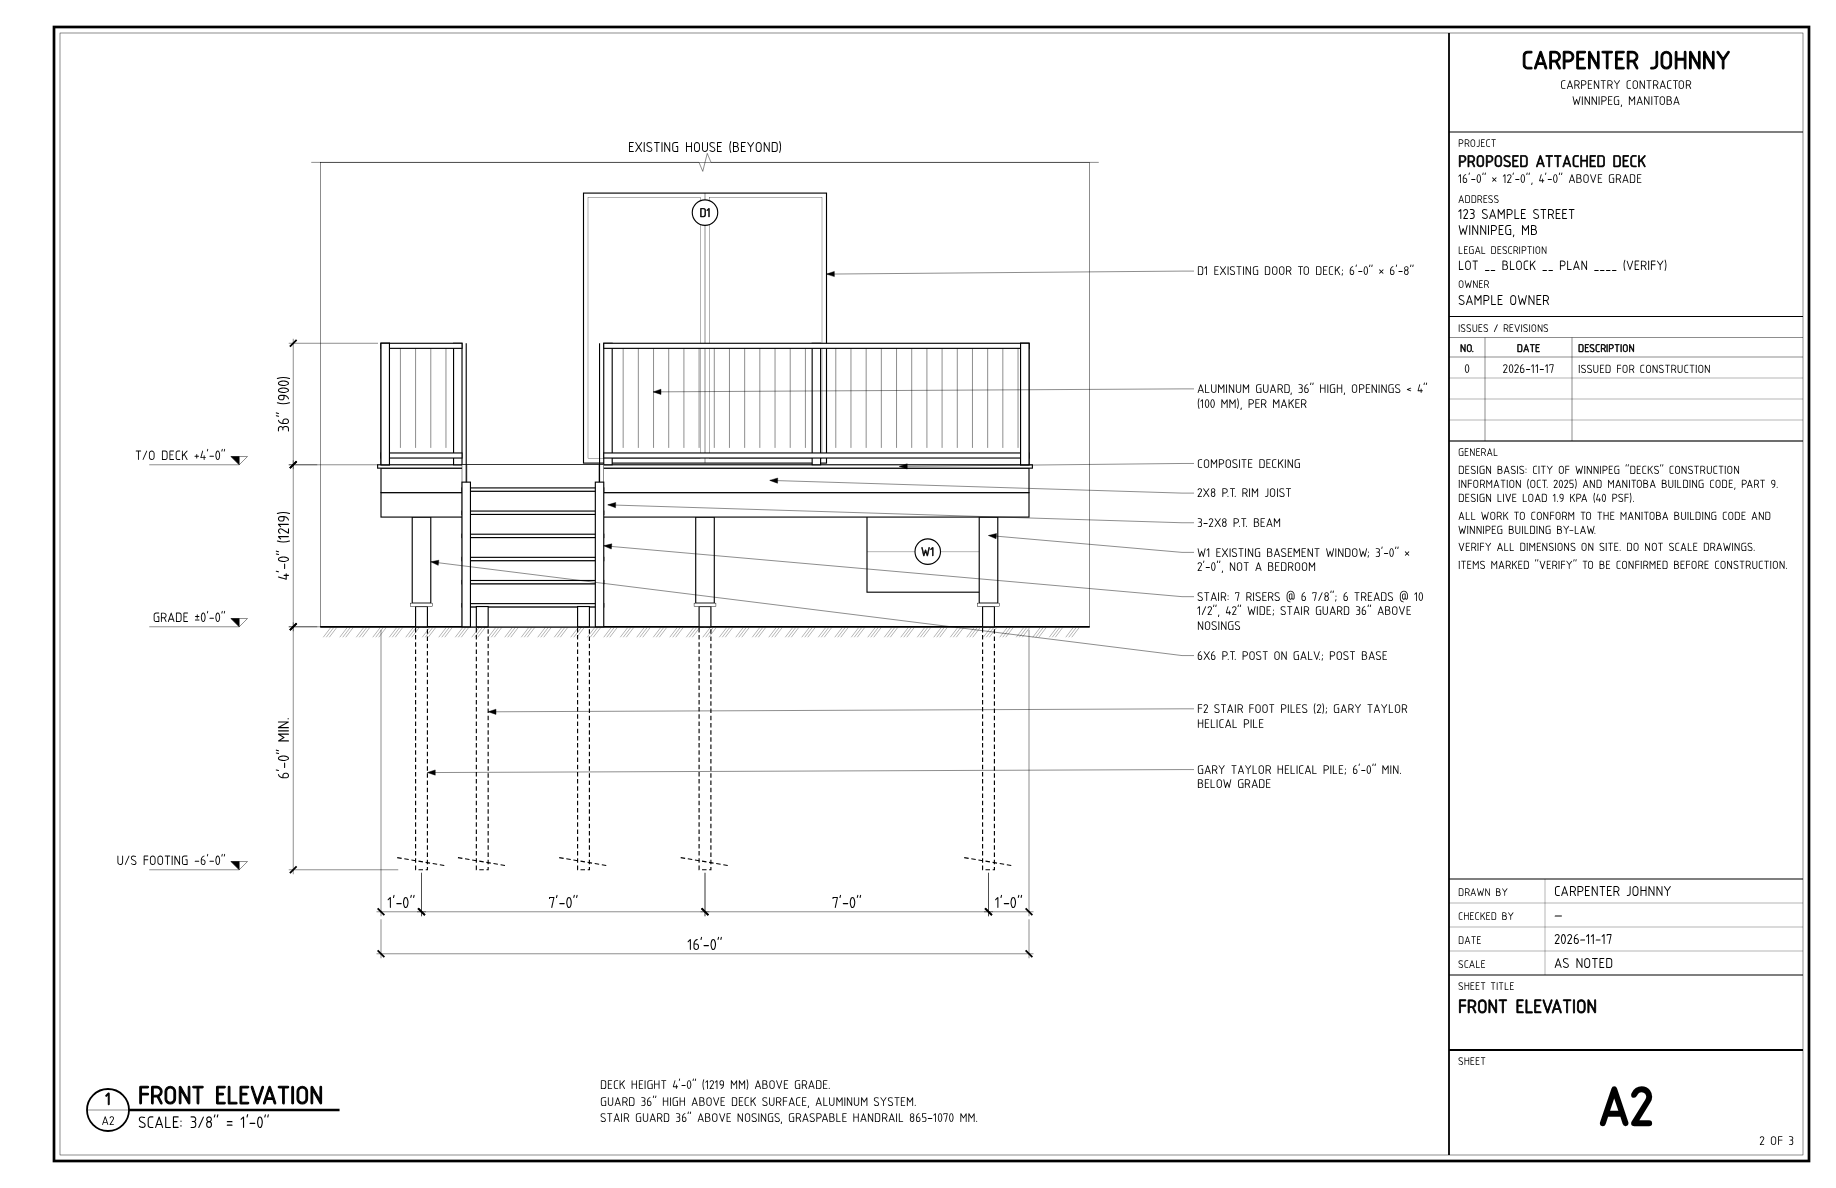 EXISTING HOUSE (BEYOND)
D1
D1 EXISTING DOOR TO DECK; 6'-0" × 6'-8"
36" (900)
ALUMINUM GUARD, 36" HIGH, OPENINGS < 4"
(100 MM), PER MAKER
T/O DECK +4'-0"
COMPOSITE DECKING
2X8 P.T. RIM JOIST
3-2X8 P.T. BEAM
4'-0" (1219)
W1
W1 EXISTING BASEMENT WINDOW; 3'-0" ×
2'-0", NOT A BEDROOM
STAIR: 7 RISERS @ 6 7/8"; 6 TREADS @ 10
1/2", 42" WIDE; STAIR GUARD 36" ABOVE
NOSINGS
GRADE ±0'-0"
6X6 P.T. POST ON GALV.; POST BASE
F2 STAIR FOOT PILES (2); GARY TAYLOR
HELICAL PILE
6'-0" MIN.
GARY TAYLOR HELICAL PILE; 6'-0" MIN.
BELOW GRADE
U/S FOOTING -6'-0"
1'-0"
7'-0"
7'-0"
1'-0"
16'-0"
1
A2
FRONT ELEVATION
SCALE: 3/8" = 1'-0"
DECK HEIGHT 4'-0" (1219 MM) ABOVE GRADE.
GUARD 36" HIGH ABOVE DECK SURFACE, ALUMINUM SYSTEM.
STAIR GUARD 36" ABOVE NOSINGS, GRASPABLE HANDRAIL 865-1070 MM.
CARPENTER JOHNNY
CARPENTRY CONTRACTOR
WINNIPEG, MANITOBA
PROJECT
PROPOSED ATTACHED DECK
16'-0" × 12'-0", 4'-0" ABOVE GRADE
ADDRESS
123 SAMPLE STREET
WINNIPEG, MB
LEGAL DESCRIPTION
LOT __ BLOCK __ PLAN ____ (VERIFY)
OWNER
SAMPLE OWNER
ISSUES / REVISIONS
NO. DATE DESCRIPTION
0 2026-11-17 ISSUED FOR CONSTRUCTION
GENERAL
DESIGN BASIS: CITY OF WINNIPEG "DECKS" CONSTRUCTION
INFORMATION (OCT. 2025) AND MANITOBA BUILDING CODE, PART 9.
DESIGN LIVE LOAD 1.9 KPA (40 PSF).
ALL WORK TO CONFORM TO THE MANITOBA BUILDING CODE AND
WINNIPEG BUILDING BY-LAW.
VERIFY ALL DIMENSIONS ON SITE. DO NOT SCALE DRAWINGS.
ITEMS MARKED "VERIFY" TO BE CONFIRMED BEFORE CONSTRUCTION.
DRAWN BY CARPENTER JOHNNY
CHECKED BY —
DATE 2026-11-17
SCALE AS NOTED
SHEET TITLE
FRONT ELEVATION
SHEET
A2
2 OF 3